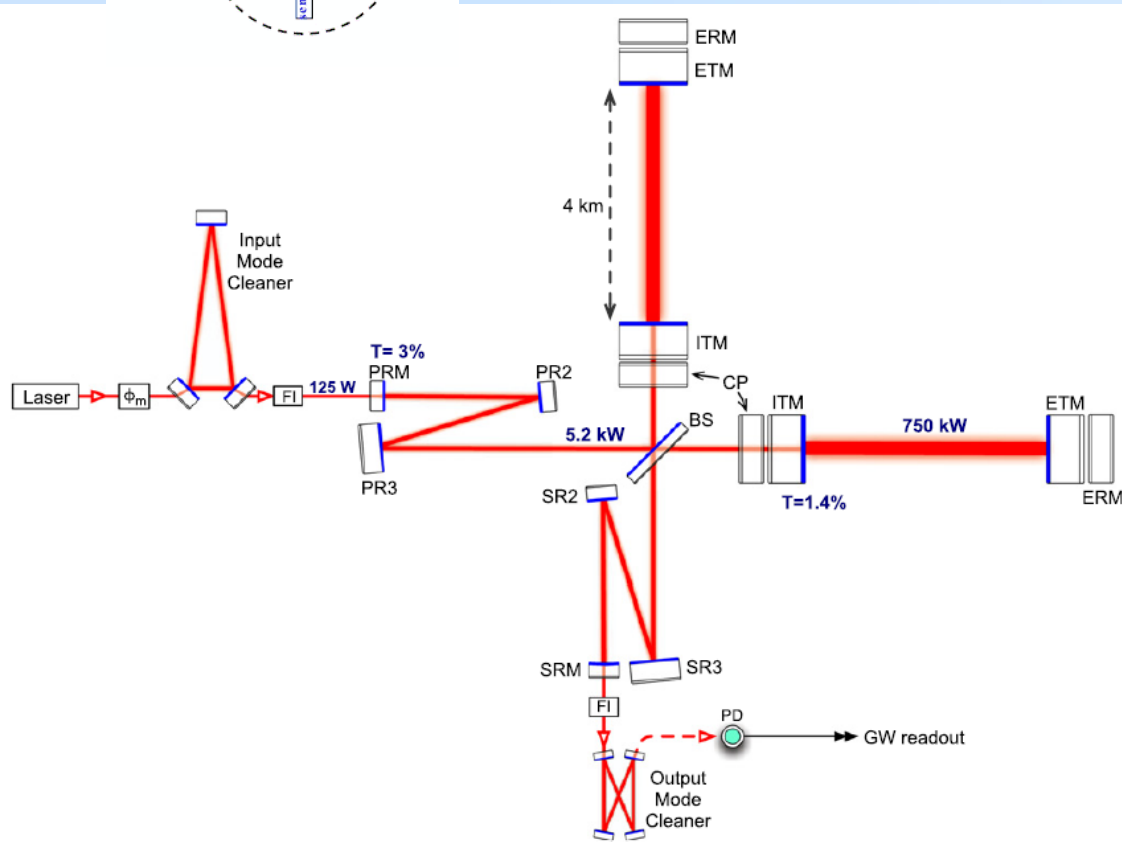 ERM
ETM
4 km
Input
Mode
Cleaner
ITM
T= 3%
PRM
PR2
CP
Laser
ϕm
FI
125 W
BS
ITM
ETM
5.2 kW
750 kW
PR3
SR2
T=1.4%
ERM
SRM
SR3
FI
PD
GW readout
Output
Mode
Cleaner